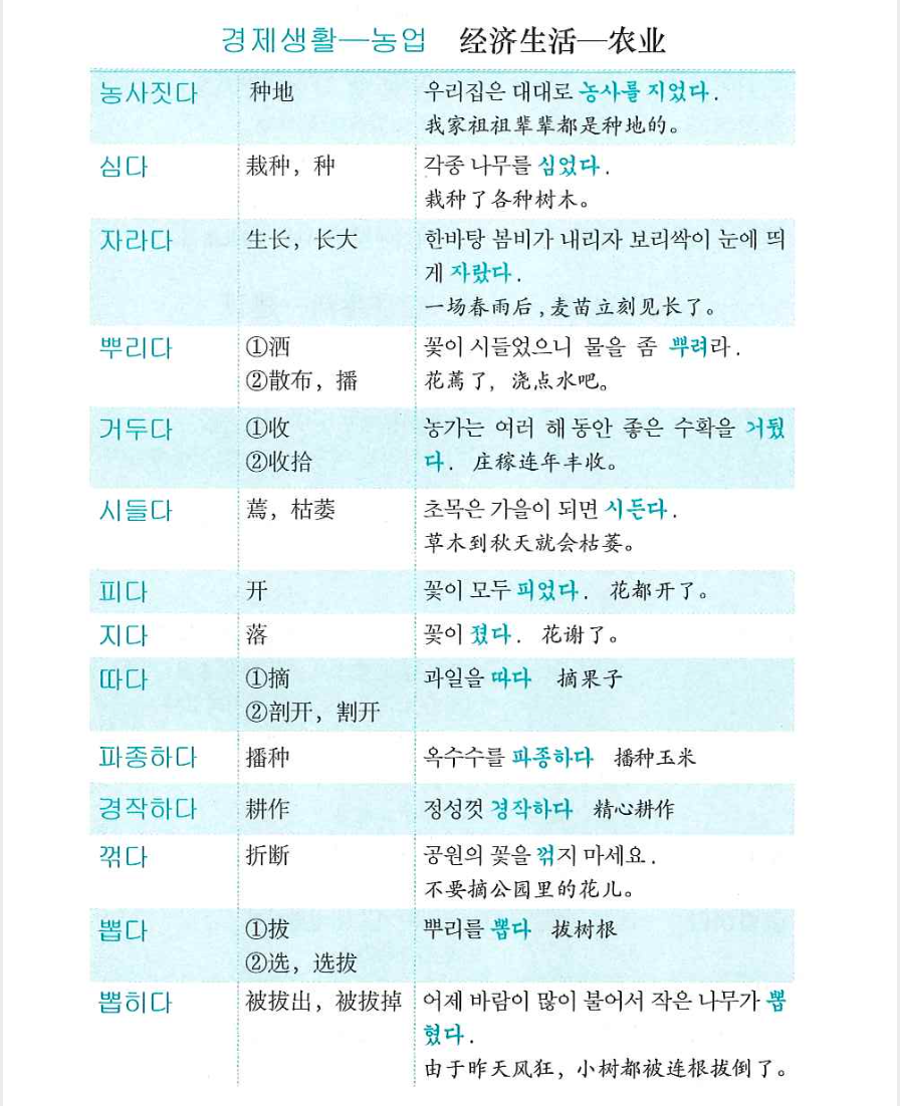 경제생활—농업 经济生活—农业
농사짓다 种地 우리집은 대대로 농사를 지었다.
我家祖祖辈辈都是种地的。
심다 栽种，种 각종 나무를 심었다.
栽种了各种树木。
자라다 生长，长大 한바탕 봄비가 내리자 보리싹이 눈에 띄
게 자랐다.
一场春雨后,麦苗立刻见长了。
뿌리다 ①洒 꽃이 시들었으니 물을 좀 뿌려라.
②散布，播 花蔫了，浇点水吧。
거두다 ①收 농가는 여러 해 동안 좋은 수확을 거뒀
②收拾 다. 庄稼连年丰收。
시들다 蔫，枯萎 초목은 가을이 되면 시든다.
草木到秋天就会枯萎。
피다 开 꽃이 모두 피었다. 花都开了。
지다 落 꽃이 졌다. 花谢了。
따다 ①摘 과일을 따다 摘果子
②剖开，割开
파종하다 播种 옥수수를 파종하다 播种玉米
경작하다 耕作 정성껏 경작하다 精心耕作
꺾다 折断 공원의 꽃을 꺾지 마세요.
不要摘公园里的花儿。
뽑다 ①拔 뿌리를 뽑다 拔树根
②选，选拔
뽑히다 被拔出，被拔掉 어제 바람이 많이 불어서 작은 나무가 뽑
혔다.
由于昨天风狂，小树都被连根拔倒了。